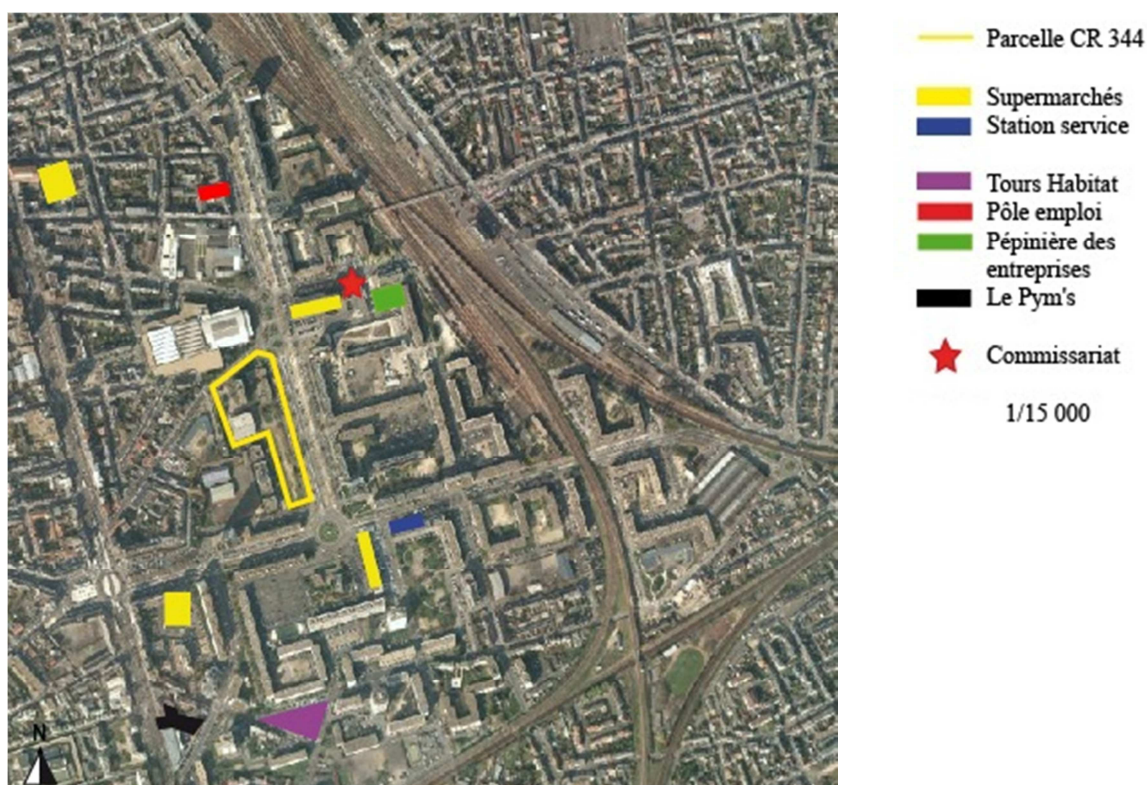 Parcelle CR 344
Supermarchés
Station service
Tours Habitat
Pôle emploi
Pépinière des
entreprises
Le Pym's
Commissariat
1/15 000
N